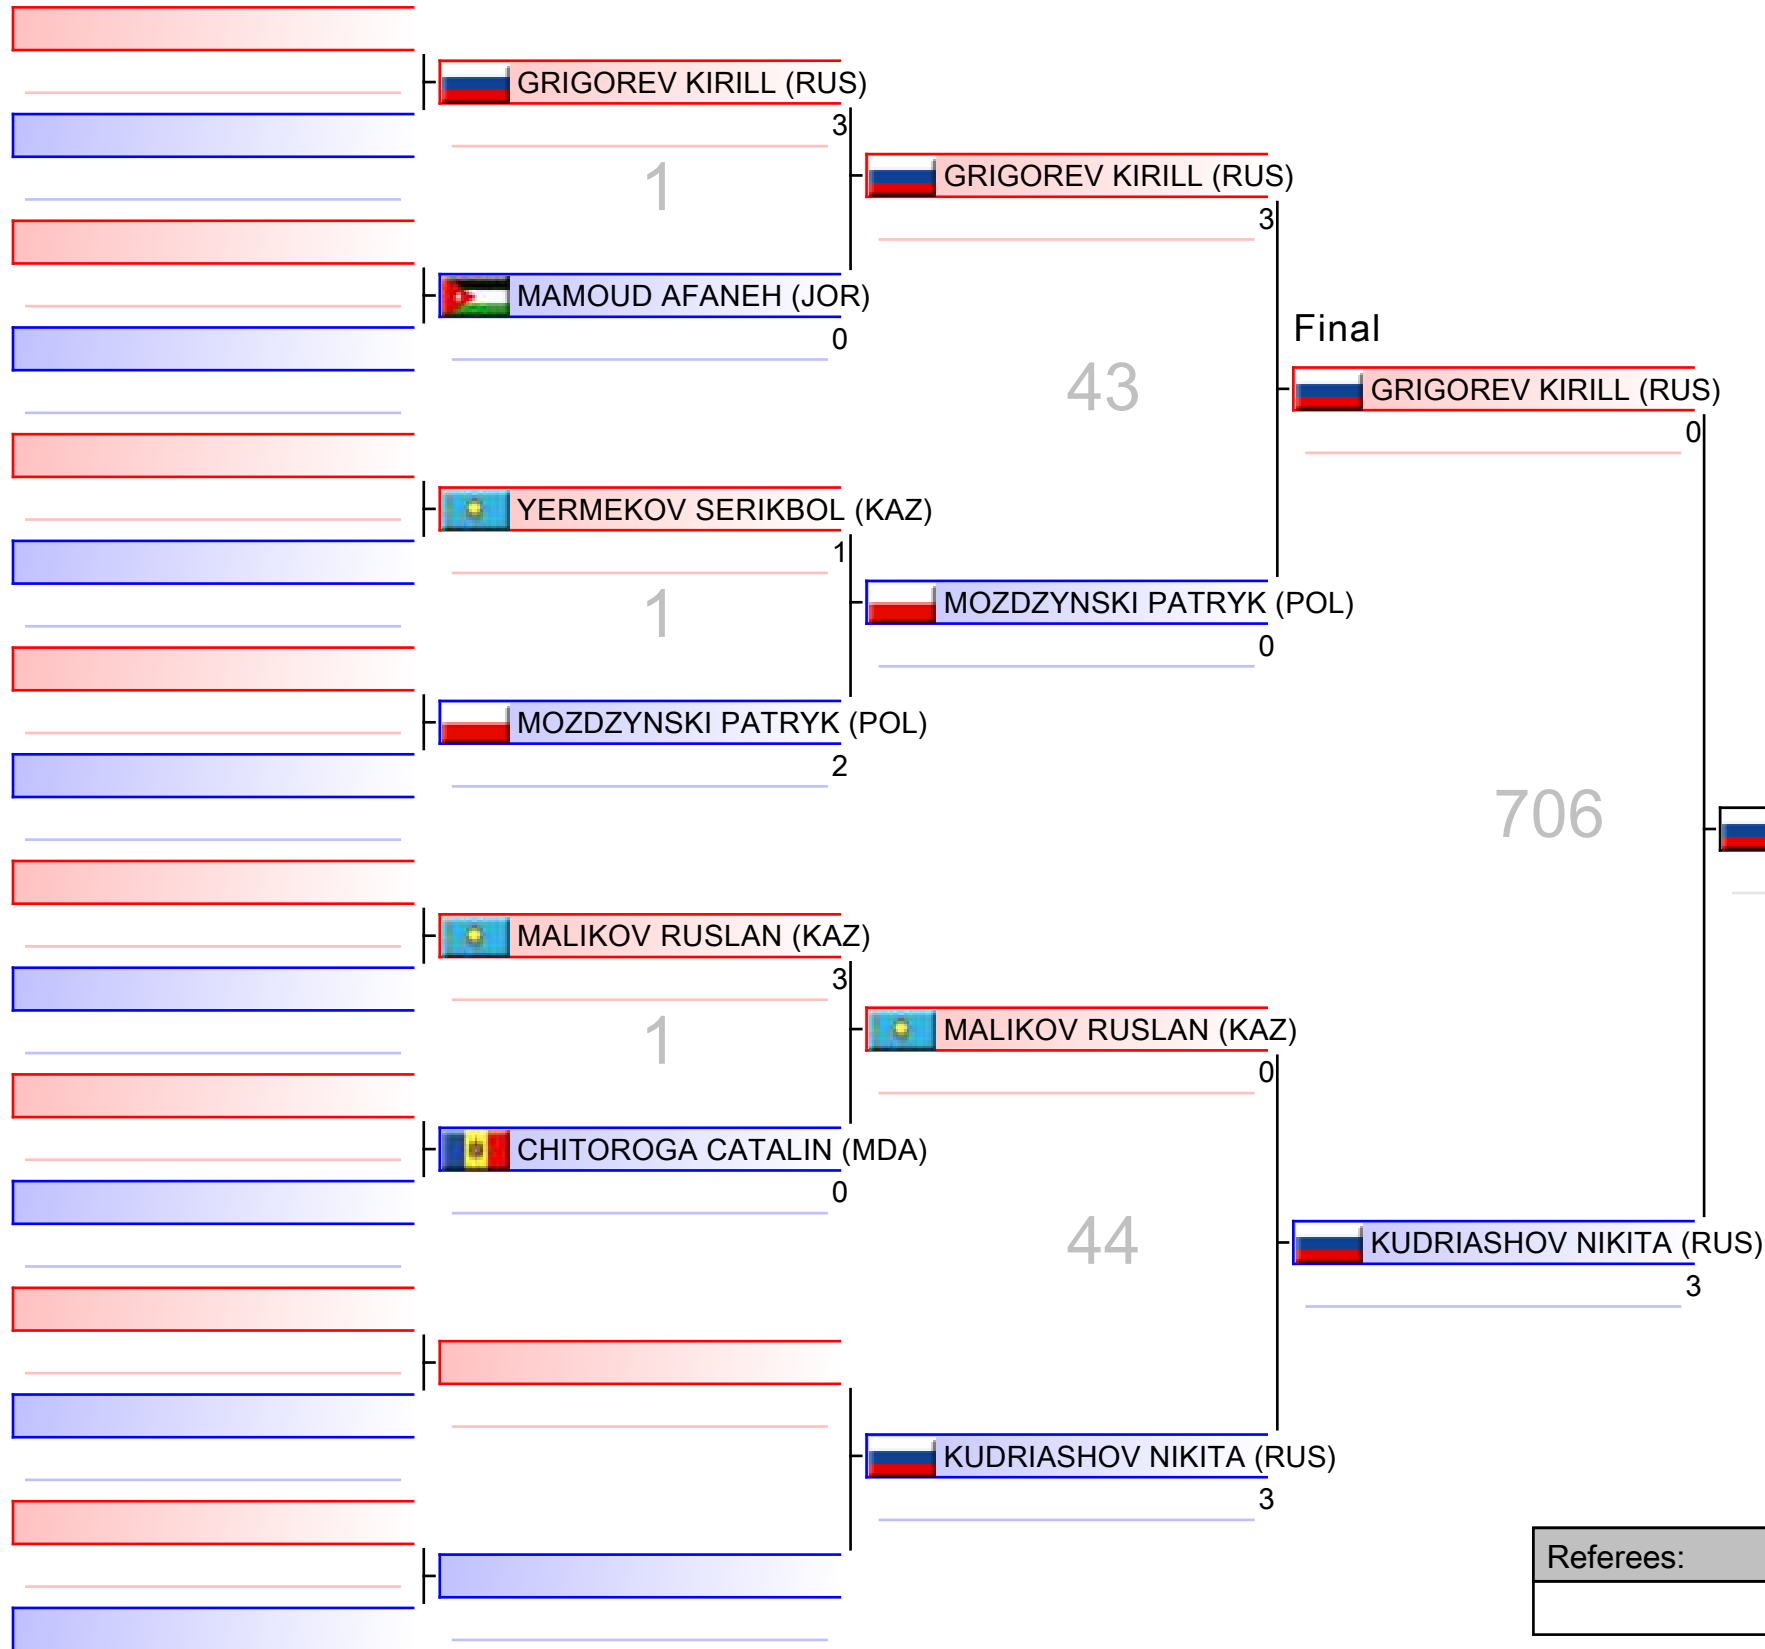 GRIGOREV KIRILL (RUS)
3
1
GRIGOREV KIRILL (RUS)
3
MAMOUD AFANEH (JOR)
0
Final
43
GRIGOREV KIRILL (RUS)
0
YERMEKOV SERIKBOL (KAZ)
1
1
MOZDZYNSKI PATRYK (POL)
0
MOZDZYNSKI PATRYK (POL)
2
706
MALIKOV RUSLAN (KAZ)
3
1
MALIKOV RUSLAN (KAZ)
0
CHITOROGA CATALIN (MDA)
0
44
KUDRIASHOV NIKITA (RUS)
3
KUDRIASHOV NIKITA (RUS)
3
Referees: